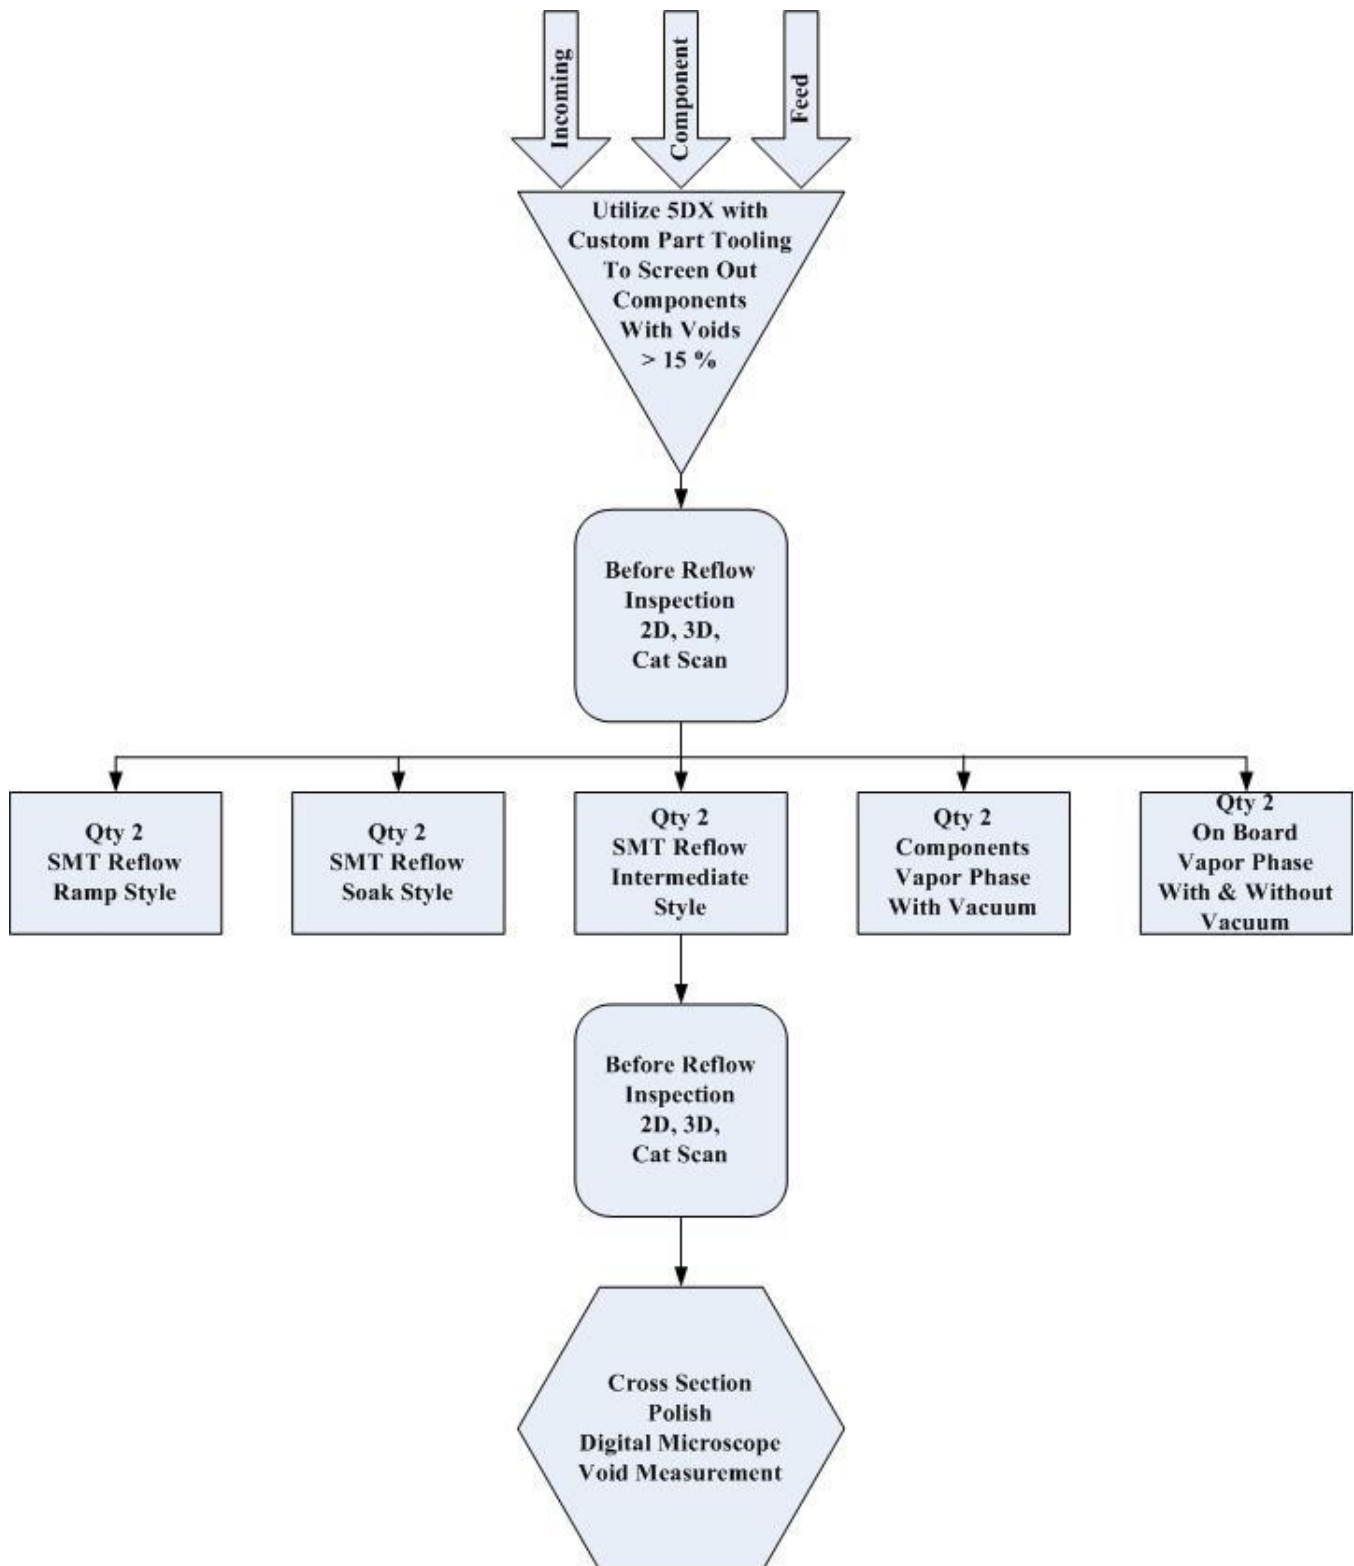 Incoming
Component
Feed
Utilize 5DX with
Custom Part Tooling
To Screen Out
Components
With Voids
> 15 %
Before Reflow
Inspection
2D, 3D,
Cat Scan
Qty 2
SMT Reflow
Ramp Style
Qty 2
SMT Reflow
Soak Style
Qty 2
SMT Reflow
Intermediate
Style
Qty 2
Components
Vapor Phase
With Vacuum
Qty 2
On Board
Vapor Phase
With & Without
Vacuum
Before Reflow
Inspection
2D, 3D,
Cat Scan
Cross Section
Polish
Digital Microscope
Void Measurement